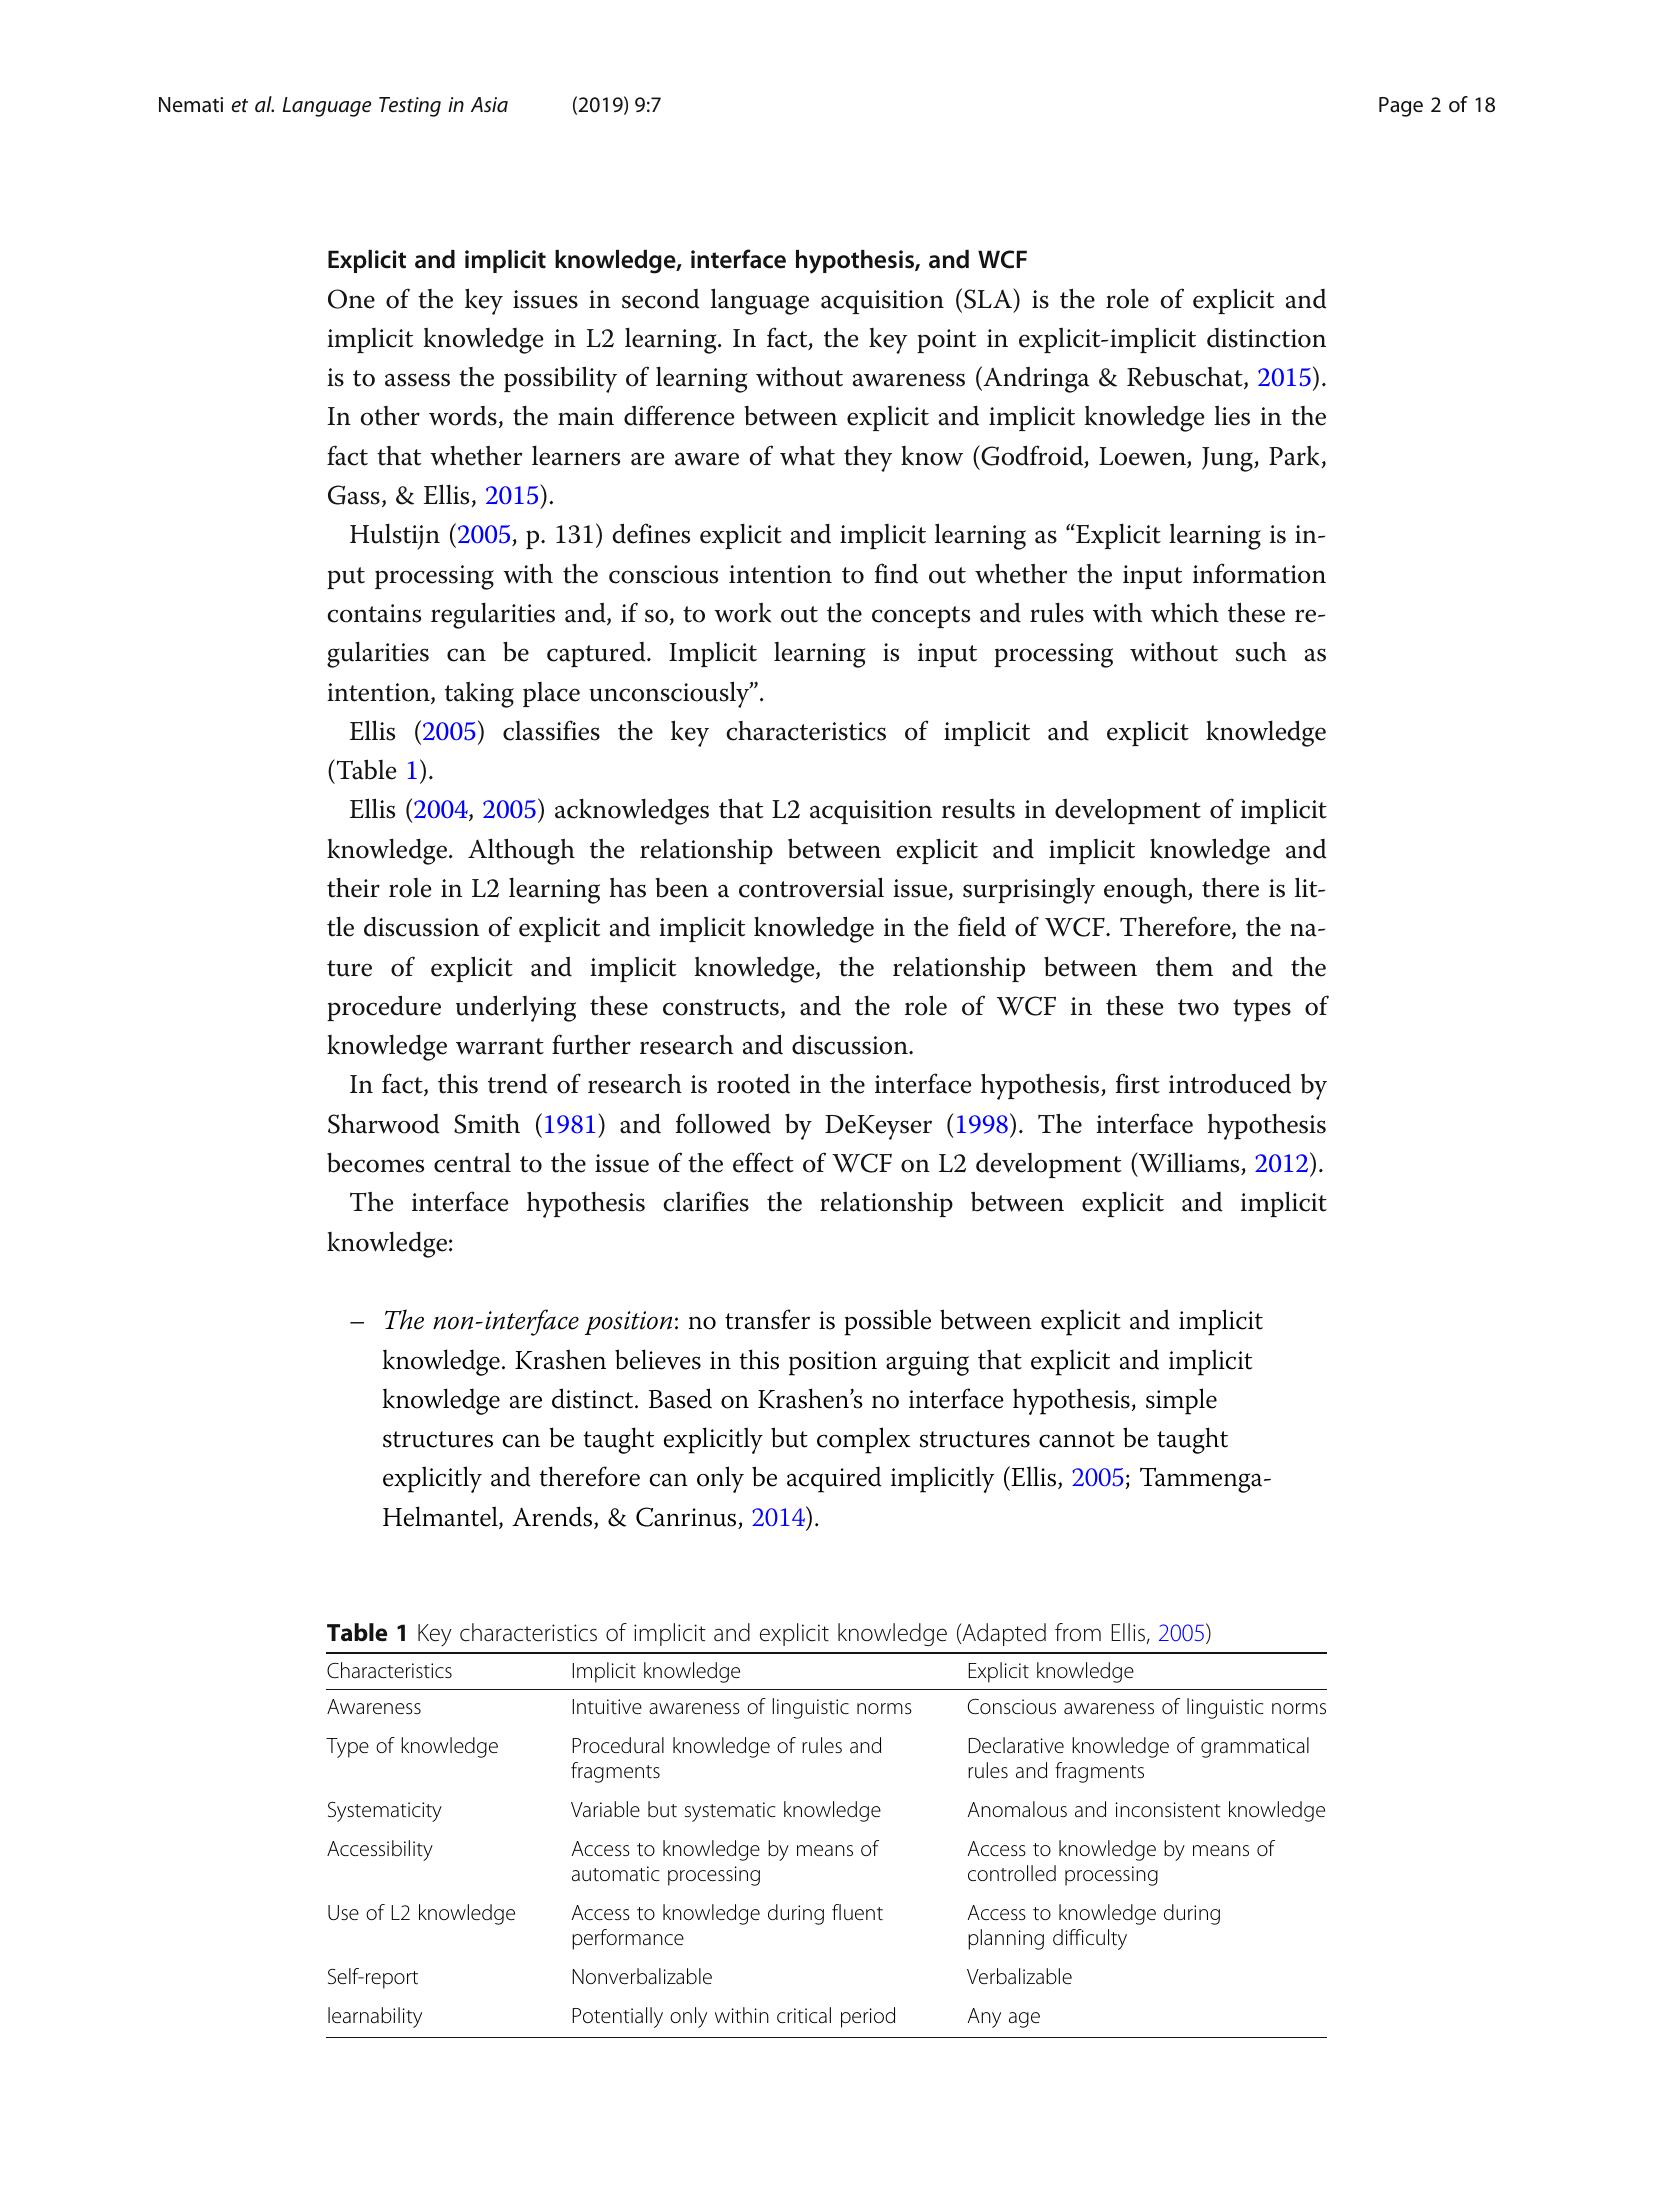 Nemati et al. Language Testing in Asia (2019) 9:7 Page 2 of 18
Explicit and implicit knowledge, interface hypothesis, and WCF
One of the key issues in second language acquisition (SLA) is the role of explicit and
implicit knowledge in L2 learning. In fact, the key point in explicit-implicit distinction
is to assess the possibility of learning without awareness (Andringa & Rebuschat, 2015).
In other words, the main difference between explicit and implicit knowledge lies in the
fact that whether learners are aware of what they know (Godfroid, Loewen, Jung, Park,
Gass, & Ellis, 2015).
Hulstijn (2005, p. 131) defines explicit and implicit learning as “Explicit learning is in-
put processing with the conscious intention to find out whether the input information
contains regularities and, if so, to work out the concepts and rules with which these re-
gularities can be captured. Implicit learning is input processing without such as
intention, taking place unconsciously”.
Ellis (2005) classifies the key characteristics of implicit and explicit knowledge
(Table 1).
Ellis (2004, 2005) acknowledges that L2 acquisition results in development of implicit
knowledge. Although the relationship between explicit and implicit knowledge and
their role in L2 learning has been a controversial issue, surprisingly enough, there is lit-
tle discussion of explicit and implicit knowledge in the field of WCF. Therefore, the na-
ture of explicit and implicit knowledge, the relationship between them and the
procedure underlying these constructs, and the role of WCF in these two types of
knowledge warrant further research and discussion.
In fact, this trend of research is rooted in the interface hypothesis, first introduced by
Sharwood Smith (1981) and followed by DeKeyser (1998). The interface hypothesis
becomes central to the issue of the effect of WCF on L2 development (Williams, 2012).
The interface hypothesis clarifies the relationship between explicit and implicit
knowledge:
– The non-interface position: no transfer is possible between explicit and implicit
knowledge. Krashen believes in this position arguing that explicit and implicit
knowledge are distinct. Based on Krashen’s no interface hypothesis, simple
structures can be taught explicitly but complex structures cannot be taught
explicitly and therefore can only be acquired implicitly (Ellis, 2005; Tammenga-
Helmantel, Arends, & Canrinus, 2014).
Table 1 Key characteristics of implicit and explicit knowledge (Adapted from Ellis, 2005)
Characteristics Implicit knowledge Explicit knowledge
Awareness Intuitive awareness of linguistic norms Conscious awareness of linguistic norms
Type of knowledge Procedural knowledge of rules and Declarative knowledge of grammatical
fragments rules and fragments
Systematicity Variable but systematic knowledge Anomalous and inconsistent knowledge
Accessibility Access to knowledge by means of Access to knowledge by means of
automatic processing controlled processing
Use of L2 knowledge Access to knowledge during fluent Access to knowledge during
performance planning difficulty
Self-report Nonverbalizable Verbalizable
learnability Potentially only within critical period Any age